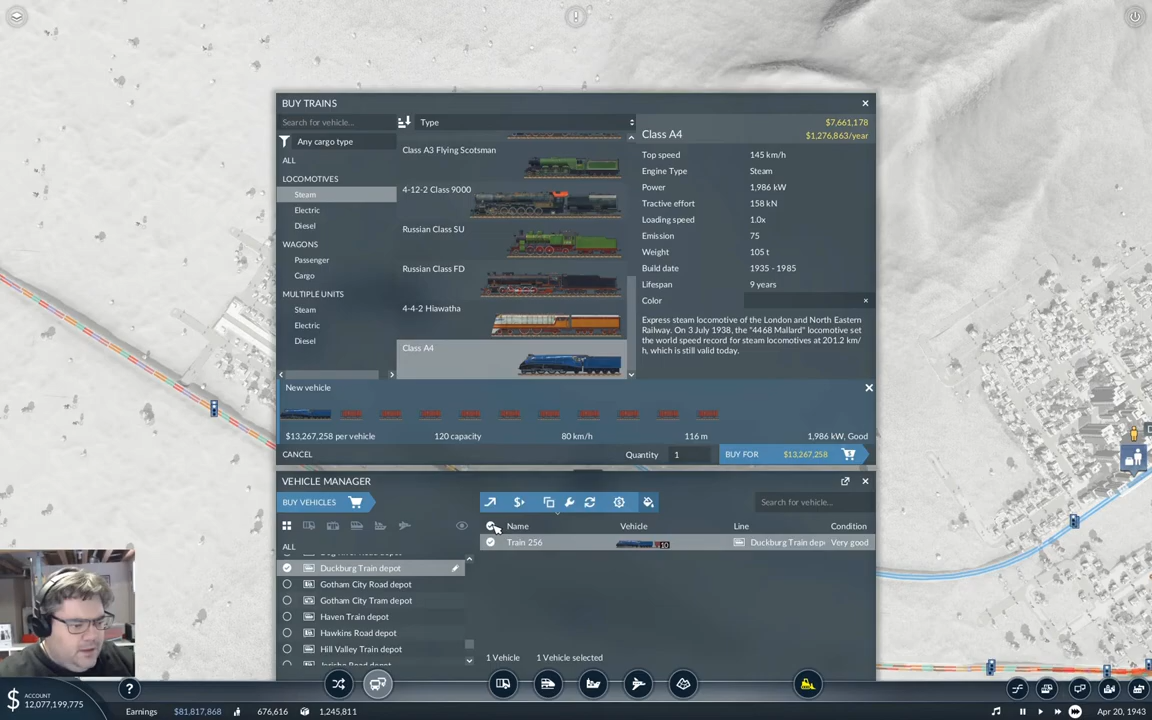 BUY TRAINS
Search for vehicle...
Type
Any cargo type
ALL
LOCOMOTIVES
Steam
Electric
Diesel
WAGONS
Passenger
Cargo
MULTIPLE UNITS
Steam
Electric
Diesel
Class A3 Flying Scotsman
4-12-2 Class 9000
Russian Class SU
Russian Class FD
4-4-2 Hiawatha
Class A4
$7,661,178
Class A4
$1,276,863/year
Top speed 145 km/h
Engine Type Steam
Power 1,986 kW
Tractive effort 158 kN
Loading speed 1.0x
Emission 75
Weight 105 t
Build date 1935 - 1985
Lifespan 9 years
Color
Express steam locomotive of the London and North Eastern
Railway. On 3 July 1938, the "4468 Mallard" locomotive set
the world speed record for steam locomotives at 201.2 km/
h, which is still valid today.
New vehicle
$13,267,258 per vehicle 120 capacity 80 km/h 116 m 1,986 kW, Good
CANCEL Quantity 1 BUY FOR $13,267,258
VEHICLE MANAGER
BUY VEHICLES
Search for vehicle...
ALL
Duckburg Train depot
Gotham City Road depot
Gotham City Tram depot
Haven Train depot
Hawkins Road depot
Hill Valley Train depot
Name Vehicle Line Condition
Train 256 10 Duckburg Train depo Very good
1 Vehicle 1 Vehicle selected
$ ACCOUNT
12,077,199,775
?
Earnings $81,817,868 676,616 1,245,811
Apr 20, 1943